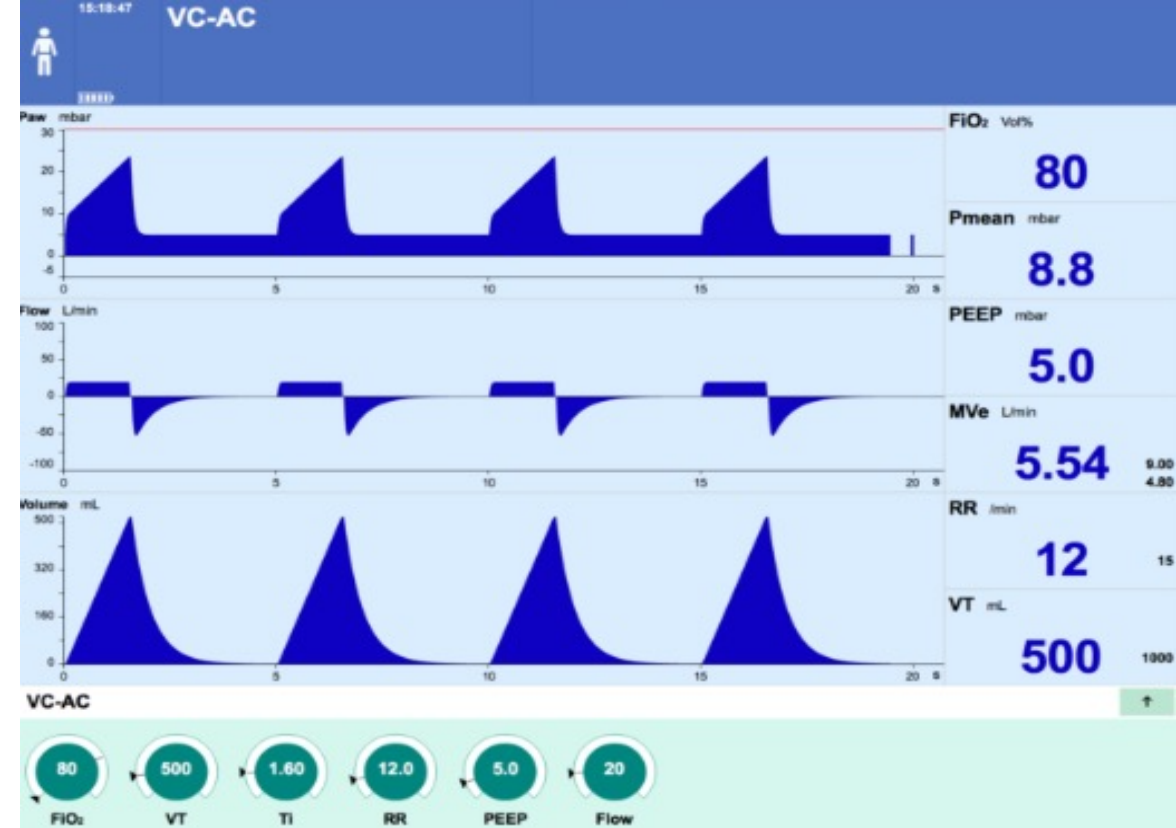 15:18:47
VC-AC
Paw mbar
30
20
10
0
-5
0 5 10 15 20 s
Flow L/min
100
50
0
-50
-100
0 5 10 15 20 s
Volume mL
500
320
160
0
0 5 10 15 20 s
FiO₂ Vol%
80
Pmean mbar
8.8
PEEP mbar
5.0
MVe L/min
5.54
9.00
4.80
RR /min
12
15
VT mL
500
1000
VC-AC
80 500 1.60 12.0 5.0 20
FiO₂ VT Ti RR PEEP Flow